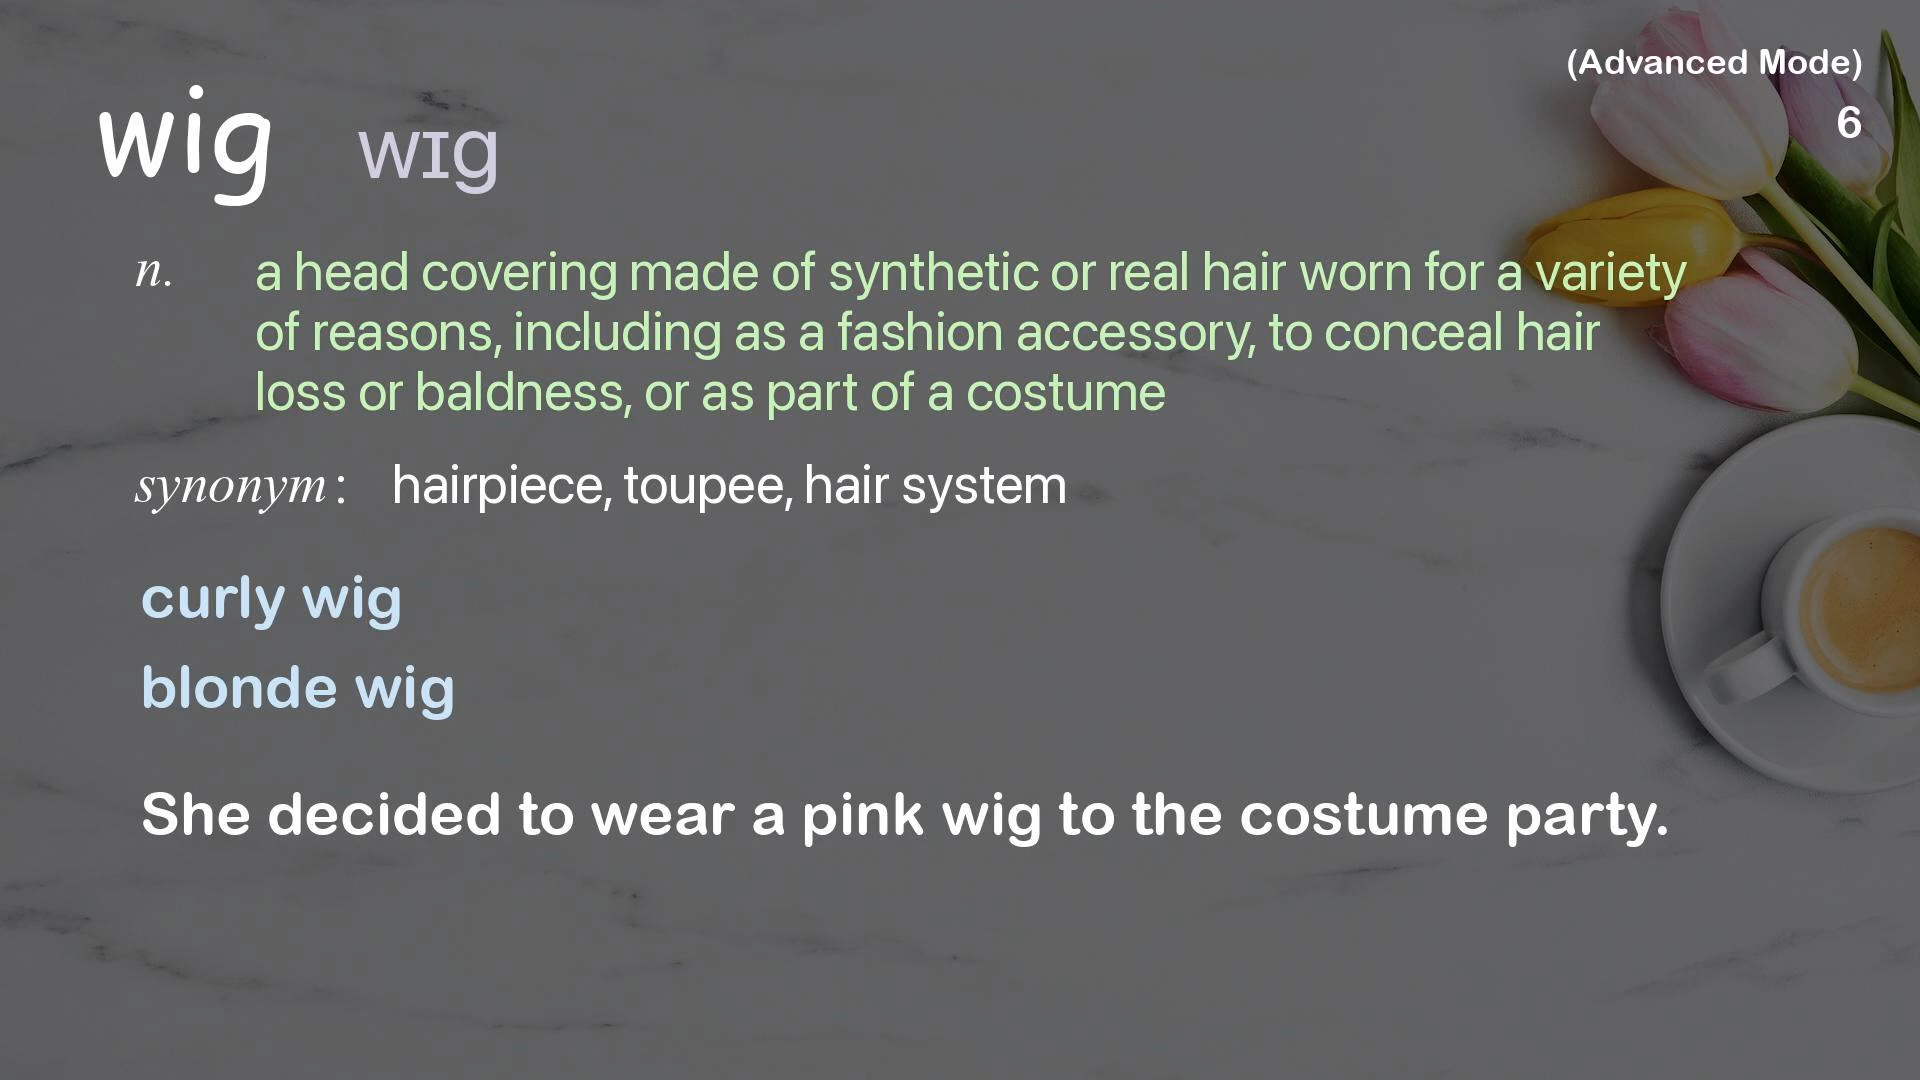 (Advanced Mode)
6
wig wɪg
n. a head covering made of synthetic or real hair worn for a variety
of reasons, including as a fashion accessory, to conceal hair
loss or baldness, or as part of a costume
synonym : hairpiece, toupee, hair system
curly wig
blonde wig
She decided to wear a pink wig to the costume party.